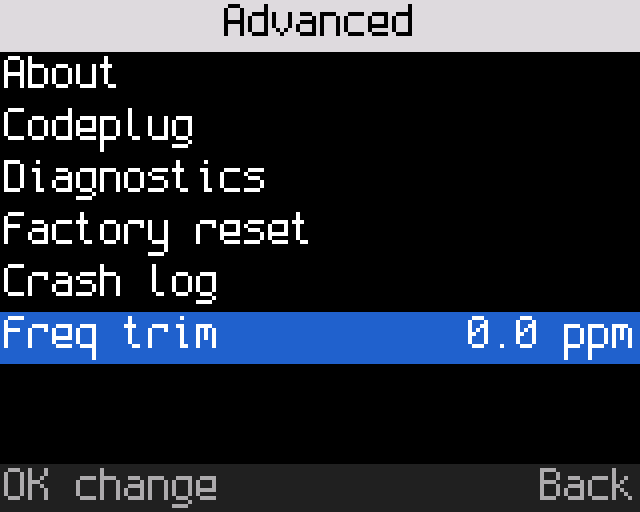 Advanced
About
Codeplug
Diagnostics
Factory reset
Crash log
Freq trim 0.0 ppm
OK change Back